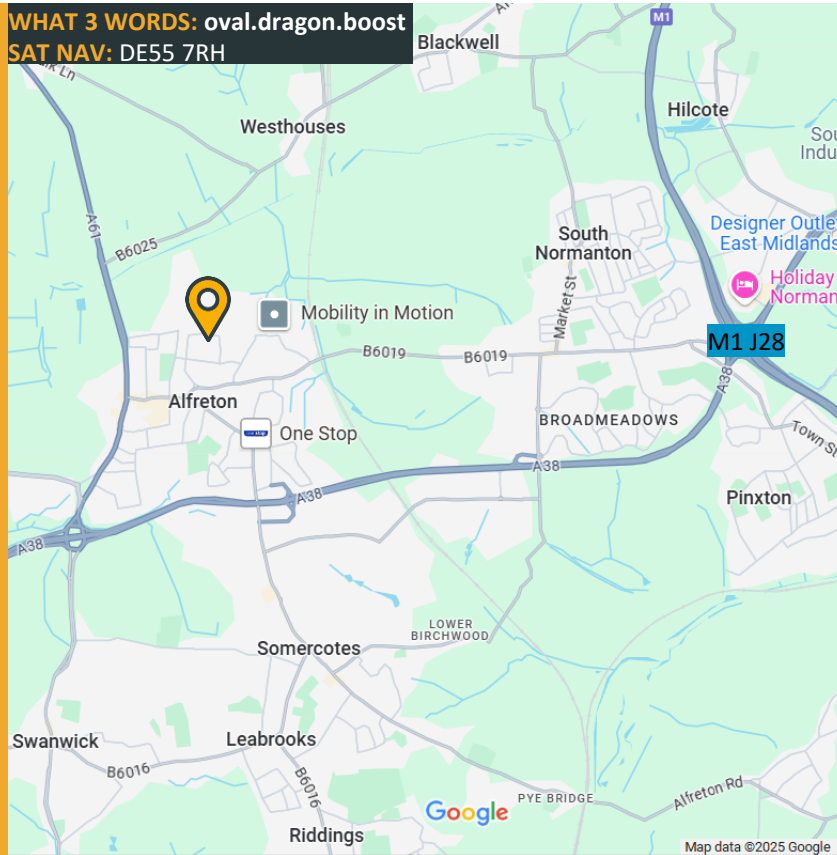 WHAT 3 WORDS: oval.dragon.boost
SAT NAV: DE55 7RH
M1
Blackwell
Hilcote
Westhouses
A61
B6025
South
Normanton
Designer Outle
East Midlands
Holiday
Norman
Mobility in Motion
Market St
M1 J28
B6019
B6019
A38
Alfreton
BROADMEADOWS
One Stop
Town St
A38
A38
Pinxton
A38
LOWER
BIRCHWOOD
Somercotes
Swanwick
Leabrooks
B6016
B6016
Alfreton Rd
PYE BRIDGE
Google
Riddings
Map data ©2025 Google